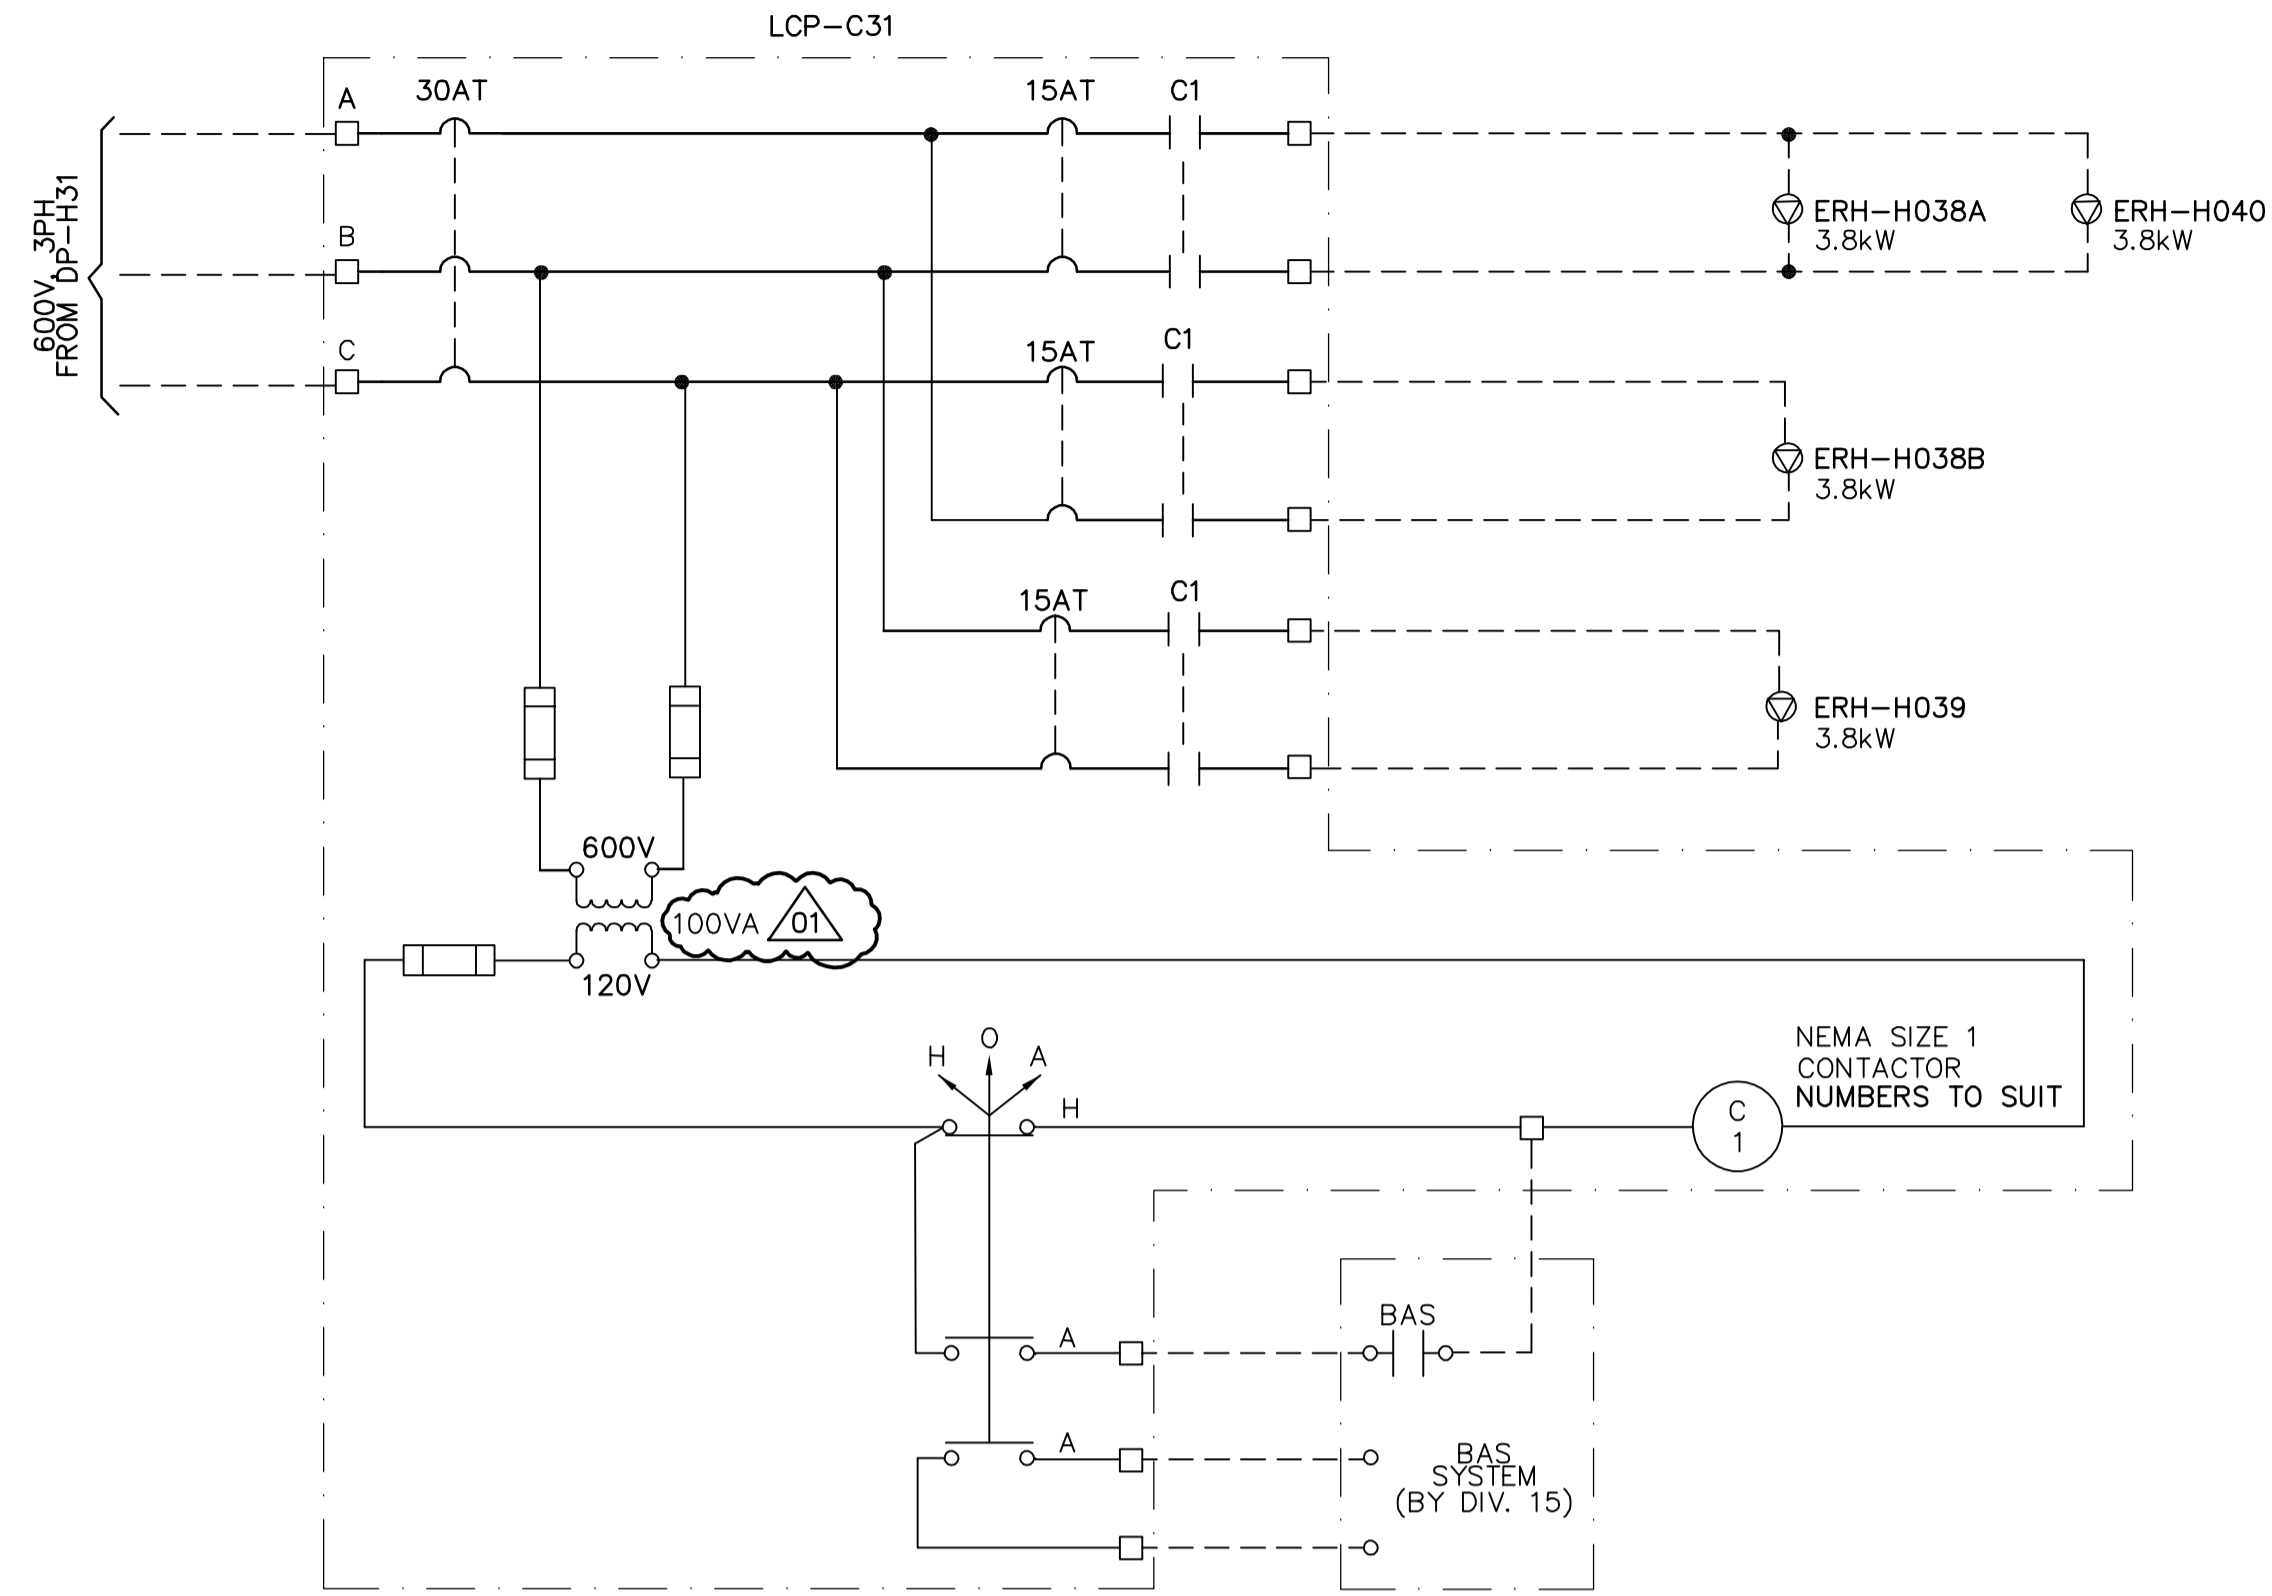 LCP-C31
A
30AT
15AT
C1
600V, 3PH
FROM DP-H31
B
ERH-H038A
3.8kW
ERH-H040
3.8kW
C
15AT
C1
ERH-H038B
3.8kW
15AT
C1
ERH-H039
3.8kW
600V
100VA
01
120V
H
O
A
H
NEMA SIZE 1
CONTACTOR
NUMBERS TO SUIT
C
1
A
BAS
A
BAS
SYSTEM
(BY DIV. 15)